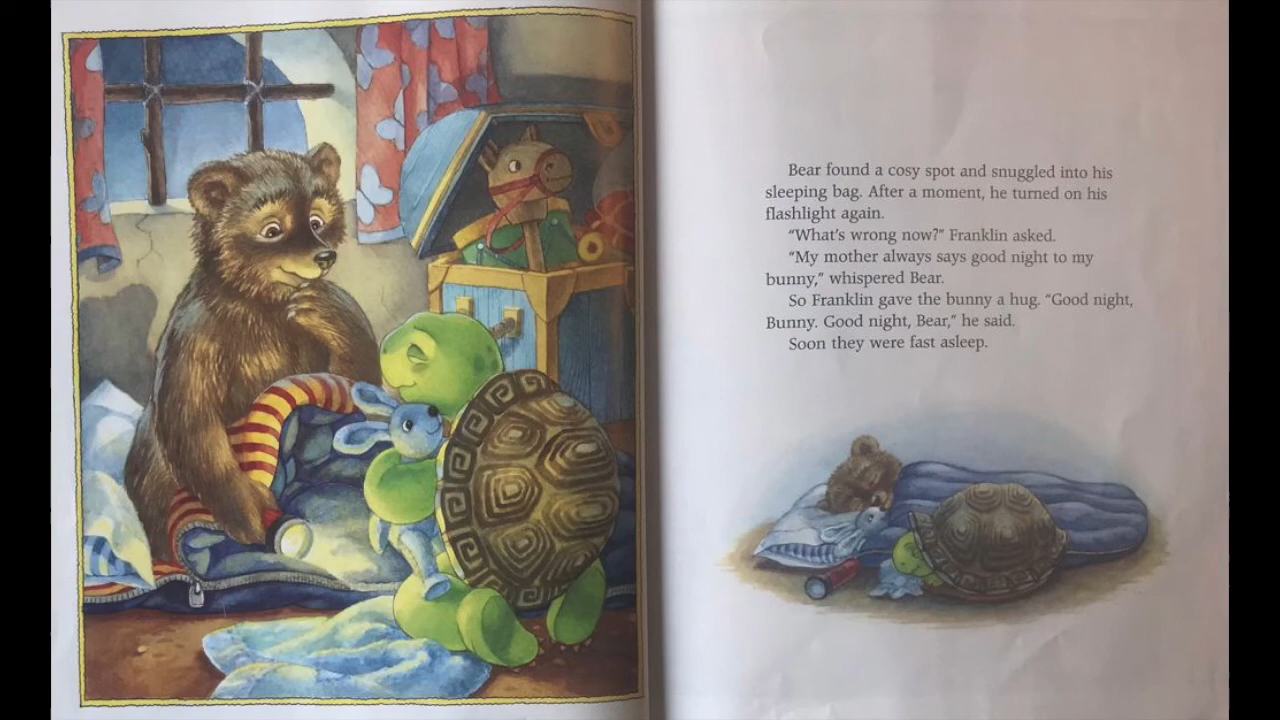 Bear found a cosy spot and snuggled into his
sleeping bag. After a moment, he turned on his
flashlight again.
“What’s wrong now?” Franklin asked.
“My mother always says good night to my
bunny,” whispered Bear.
So Franklin gave the bunny a hug. “Good night,
Bunny. Good night, Bear,” he said.
Soon they were fast asleep.